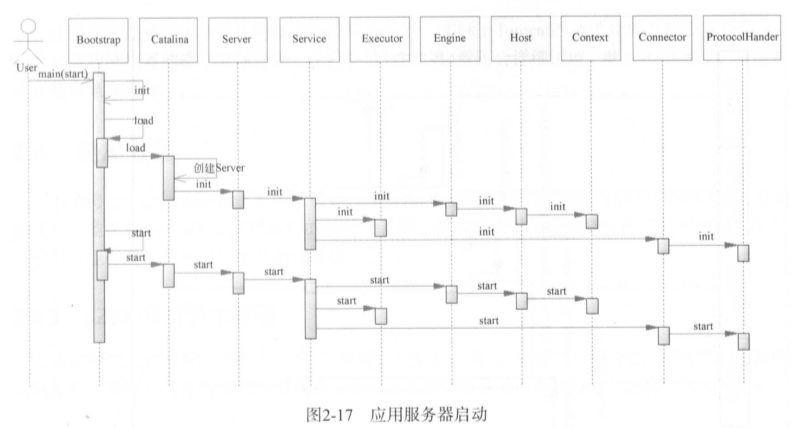 Bootstrap Catalina Server Service Executor Engine Host Context Connector ProtocolHander
User
main(start)
init
load
load
创建Server
init
init
init
init
init
init
init
init
start
start
start
start
start
start
start
start
start
start
图2-17 应用服务器启动